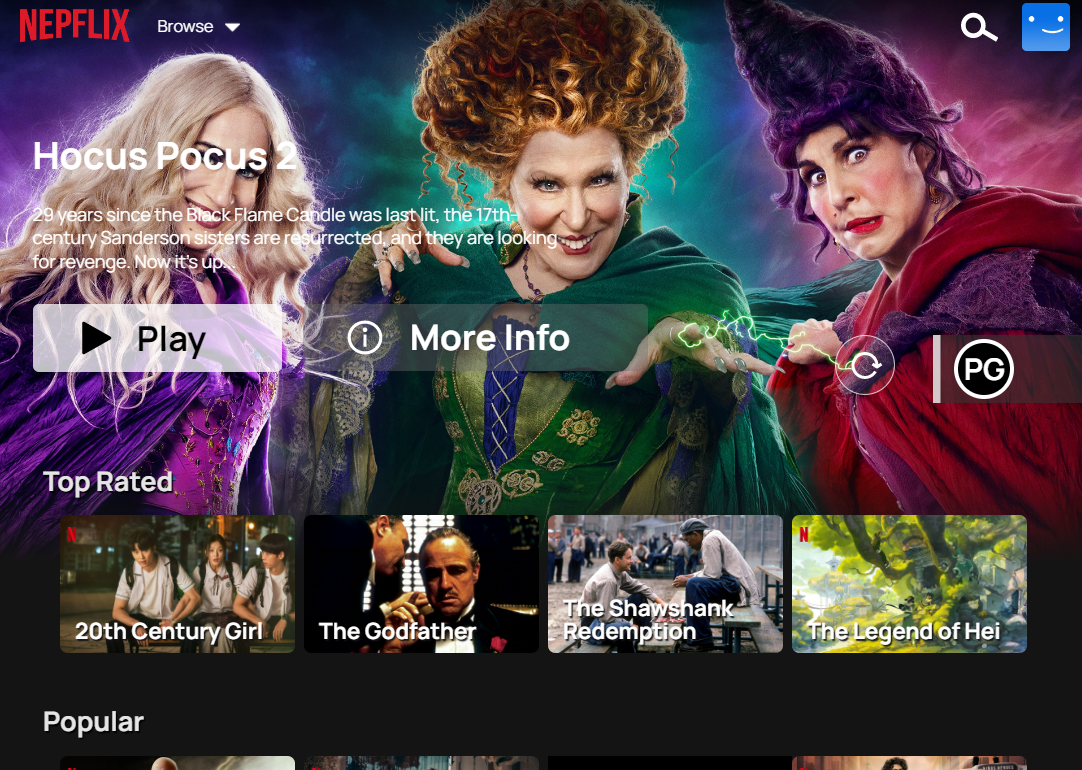 NEPFLIX
Browse
Hocus Pocus 2
29 years since the Black Flame Candle was last lit, the 17th-
century Sanderson sisters are resurrected, and they are looking
for revenge. Now it's up...
Play
More Info
PG
Top Rated
N
20th Century Girl
The Godfather
The Shawshank
Redemption
N
The Legend of Hei
Popular